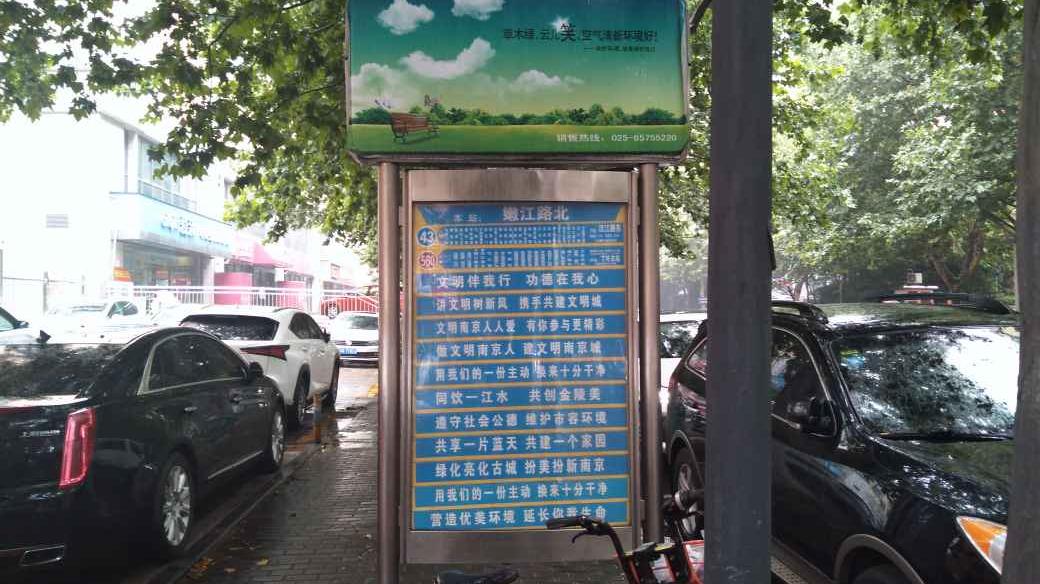 草木绿,云儿笑,空气清新环境好!
销售热线：025-65755220
本 站： 嫩江路北
43
560
文明伴我行 功德在我心
讲文明树新风 携手共建文明城
文明南京人人爱 有你参与更精彩
做文明南京人 建文明南京城
用我们的一份主动 换来十分干净
同饮一江水 共创金陵美
遵守社会公德 维护市容环境
共享一片蓝天 共建一个家园
绿化亮化古城 扮美扮新南京
用我们的一份主动 换来十分干净
营造优美环境 延长你我生命